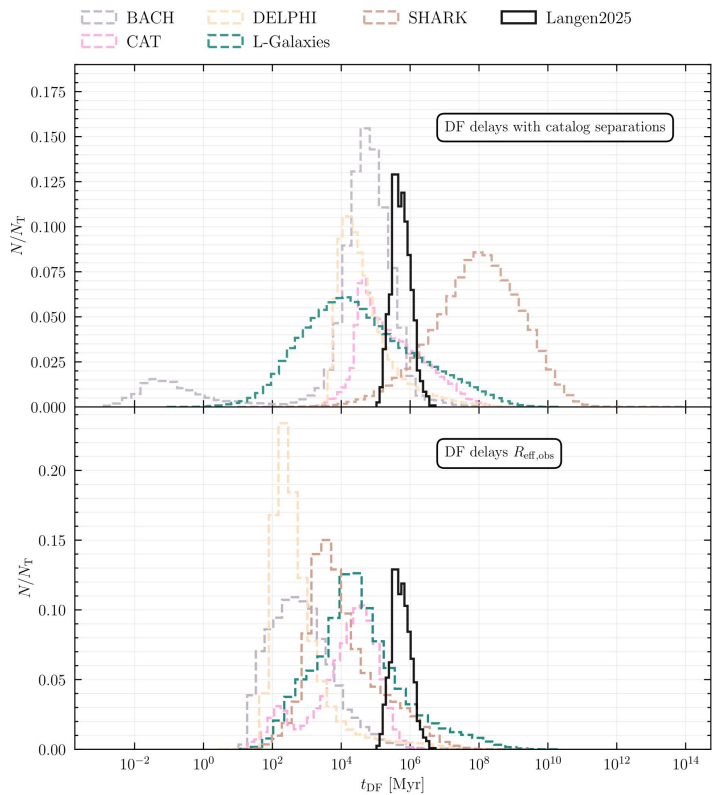 BACH DELPHI SHARK Langen2025
CAT L-Galaxies
0.175
0.150
0.125
0.100
0.075
0.050
0.025
0.000
N/N_T
DF delays with catalog separations
0.20
0.15
0.10
0.05
0.00
N/N_T
DF delays R_eff,obs
10^-2 10^0 10^2 10^4 10^6 10^8 10^10 10^12 10^14
t_DF [Myr]